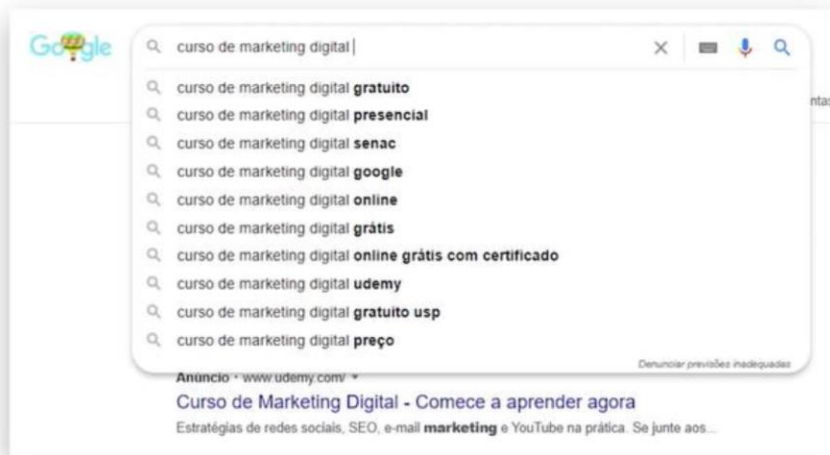 Google
curso de marketing digital
curso de marketing digital gratuito
curso de marketing digital presencial
curso de marketing digital senac
curso de marketing digital google
curso de marketing digital online
curso de marketing digital grátis
curso de marketing digital online grátis com certificado
curso de marketing digital udemy
curso de marketing digital gratuito usp
curso de marketing digital preço
Denunciar previsões inadequadas
Anúncio · www.udemy.com/
Curso de Marketing Digital - Comece a aprender agora
Estratégias de redes sociais, SEO, e-mail marketing e YouTube na prática. Se junte aos...